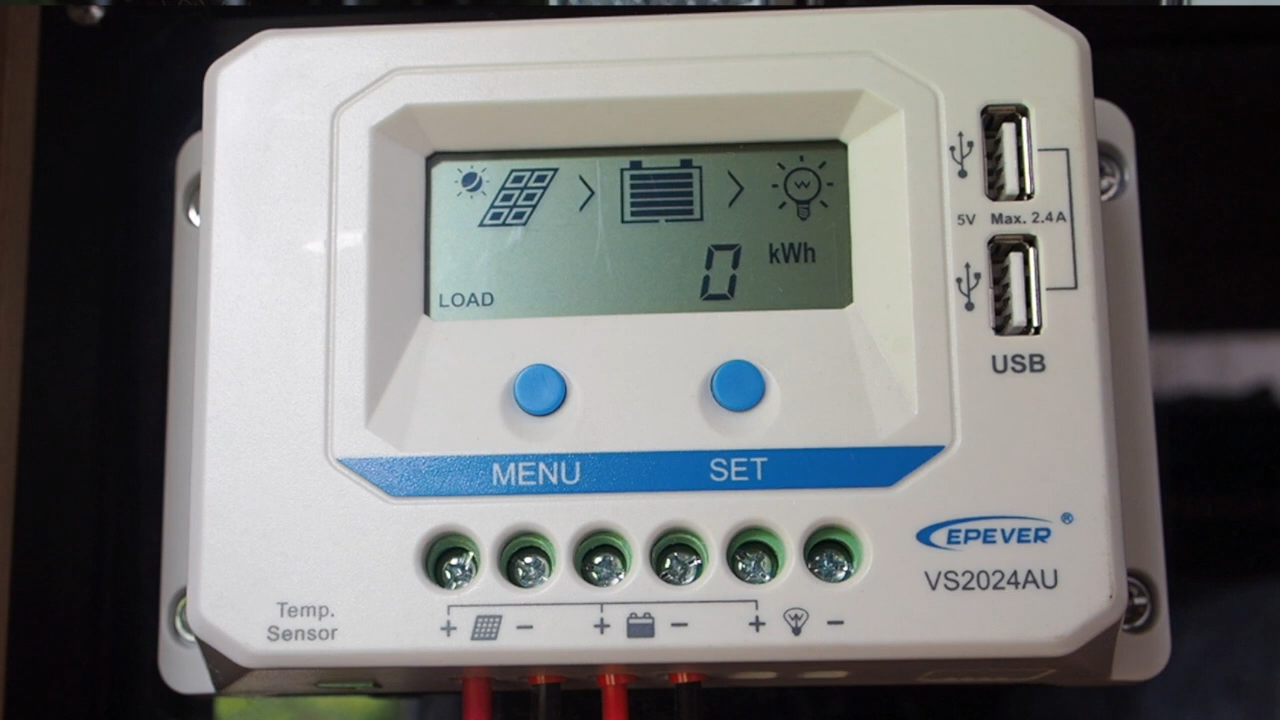 kWh
0
LOAD
5V Max. 2.4A
USB
MENU SET
EPEVER®
VS2024AU
Temp.
Sensor
+ - + - + -